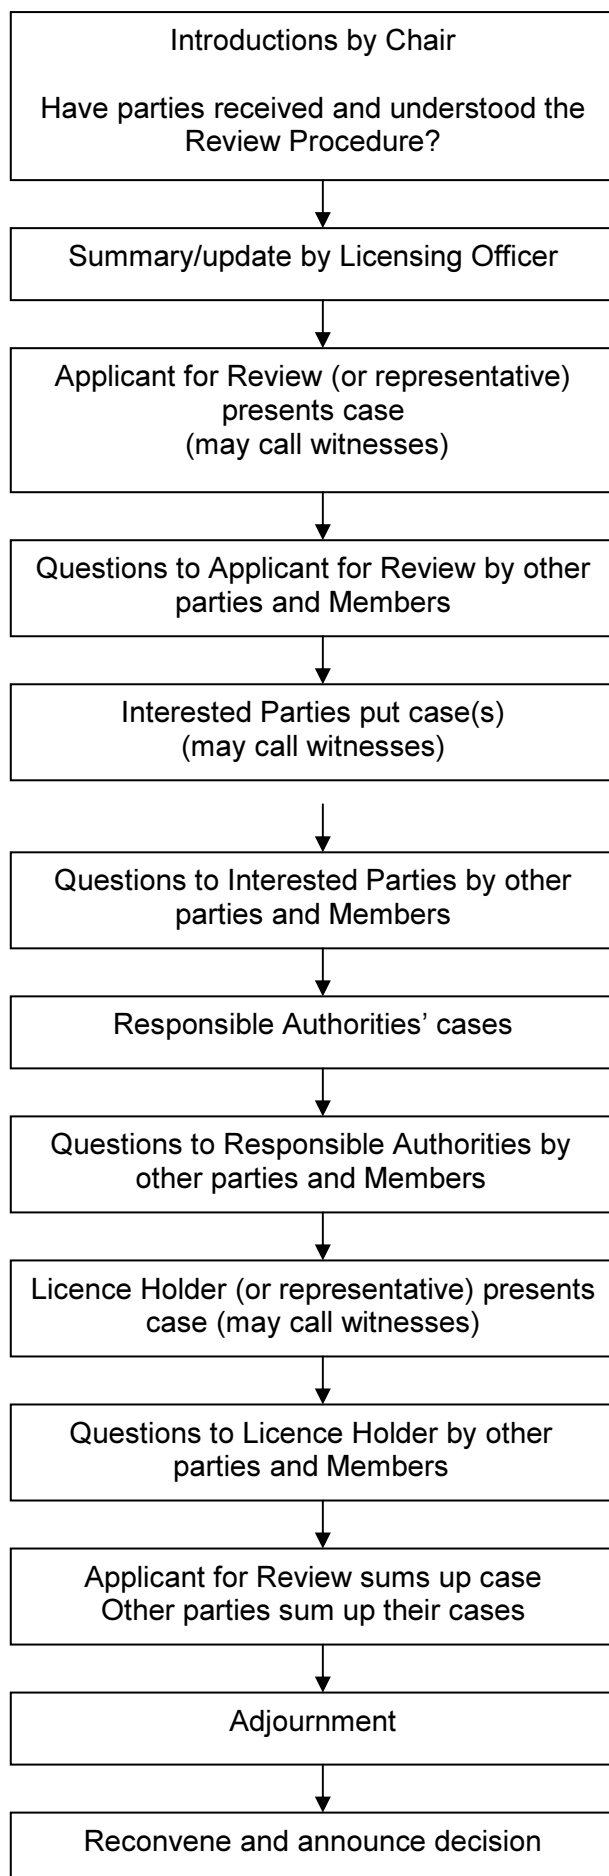 Introductions by Chair
Have parties received and understood the
Review Procedure?
Summary/update by Licensing Officer
Applicant for Review (or representative)
presents case
(may call witnesses)
Questions to Applicant for Review by other
parties and Members
Interested Parties put case(s)
(may call witnesses)
Questions to Interested Parties by other
parties and Members
Responsible Authorities’ cases
Questions to Responsible Authorities by
other parties and Members
Licence Holder (or representative) presents
case (may call witnesses)
Questions to Licence Holder by other
parties and Members
Applicant for Review sums up case
Other parties sum up their cases
Adjournment
Reconvene and announce decision